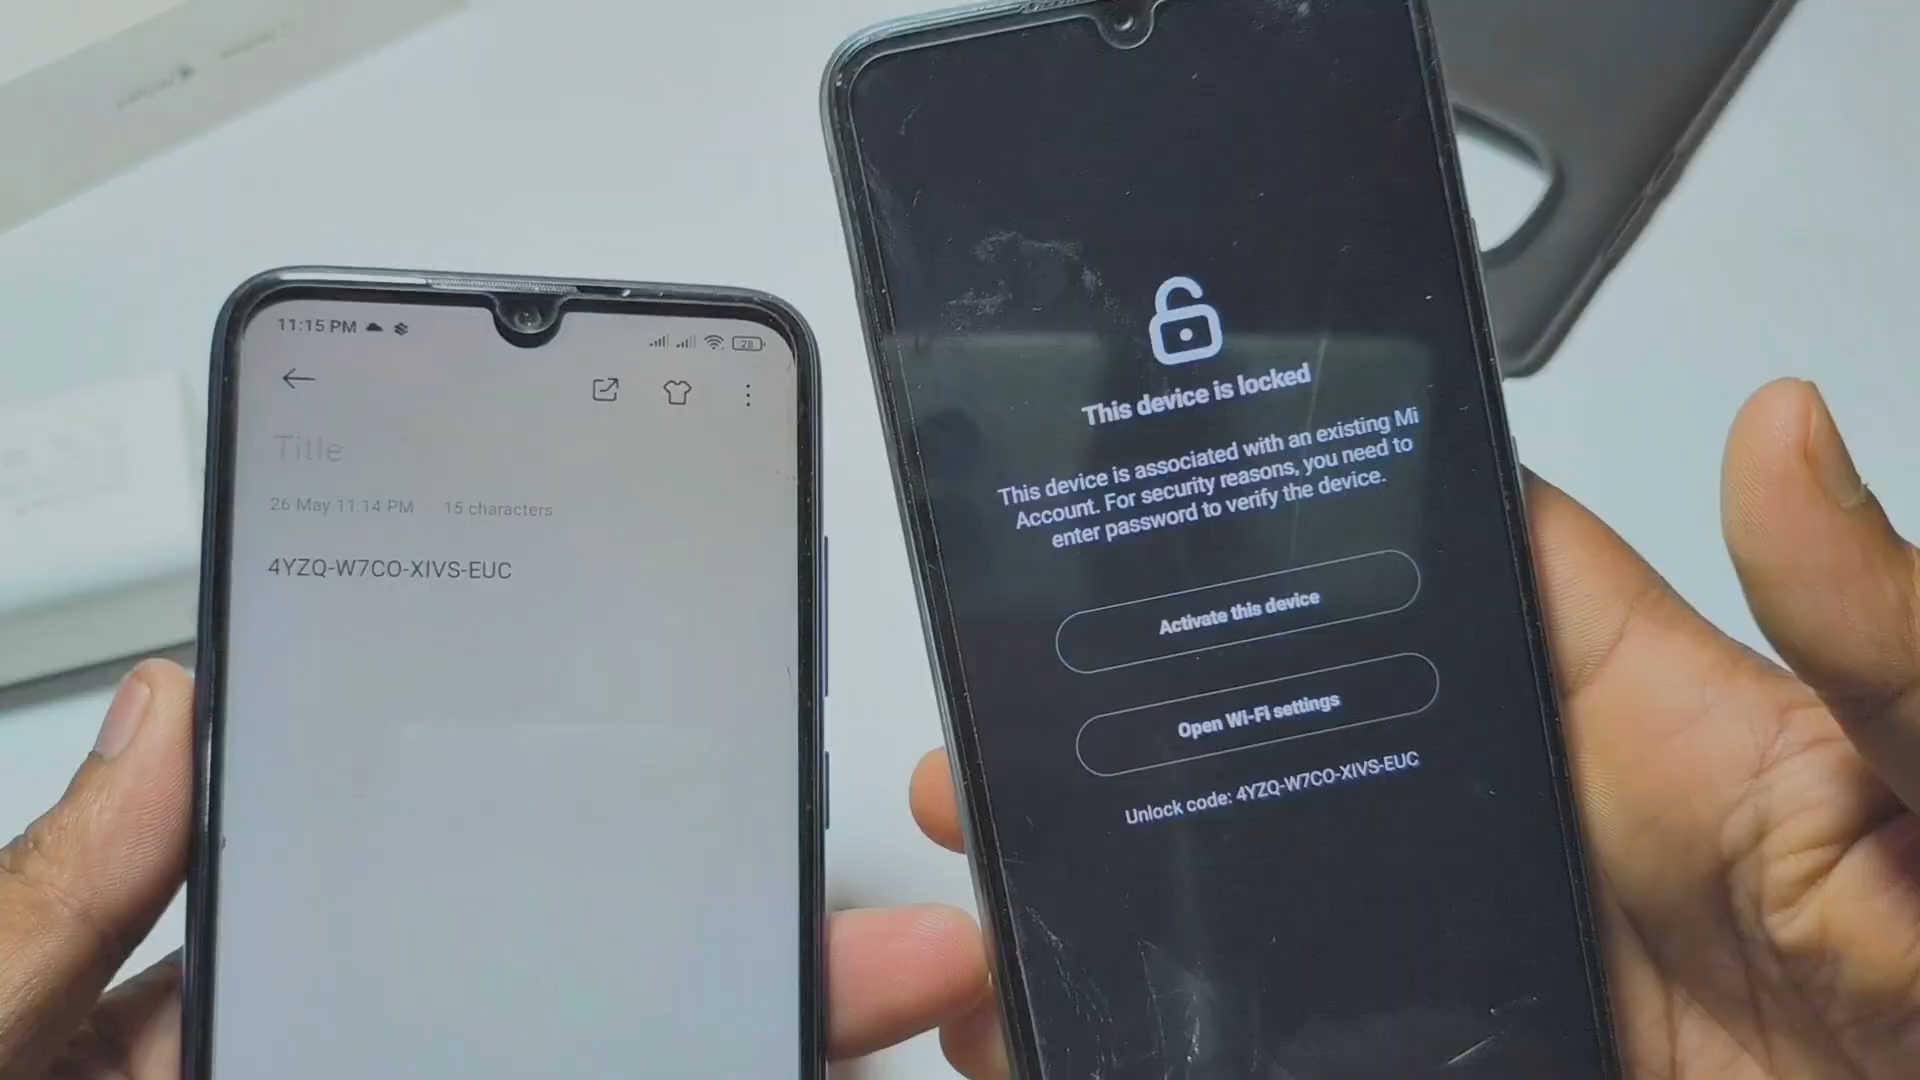 11:15 PM
28
Title
26 May 11:14 PM 15 characters
4YZQ-W7CO-XIVS-EUC
This device is locked
This device is associated with an existing Mi
Account. For security reasons, you need to
enter password to verify the device.
Activate this device
Open Wi-Fi settings
Unlock code: 4YZQ-W7CO-XIVS-EUC